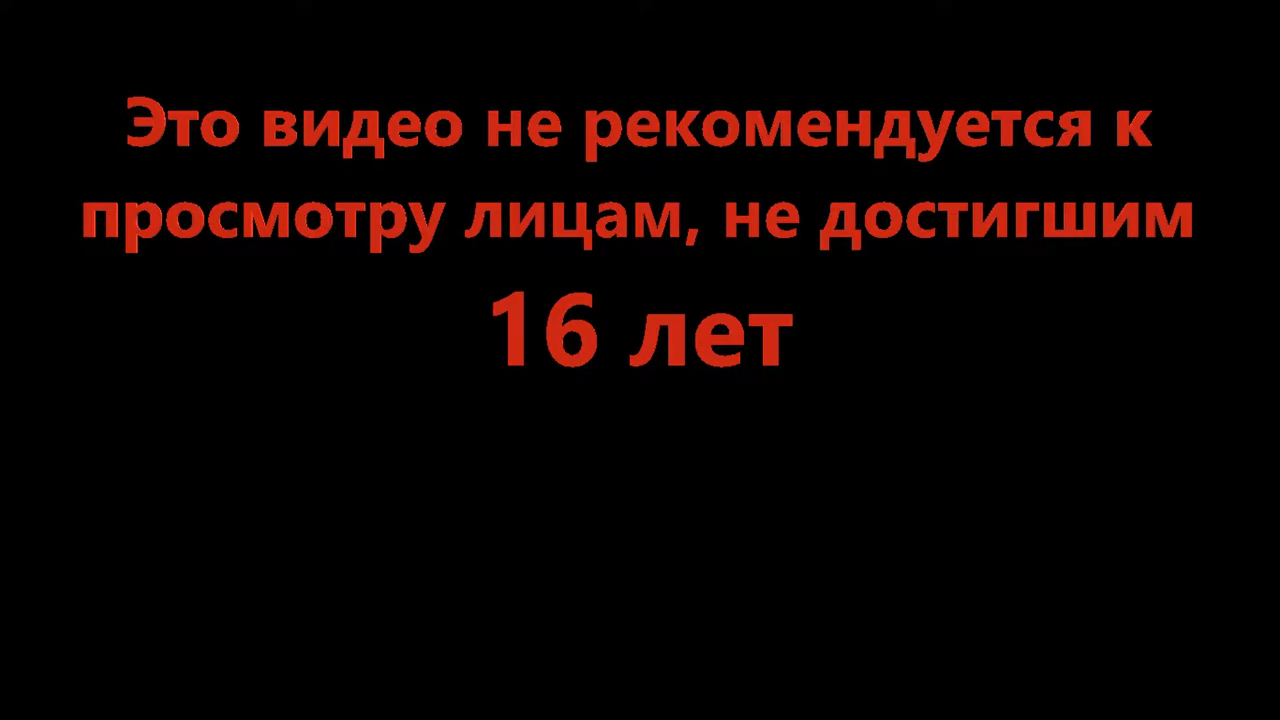 Это видео не рекомендуется к
просмотру лицам, не достигшим
16 лет